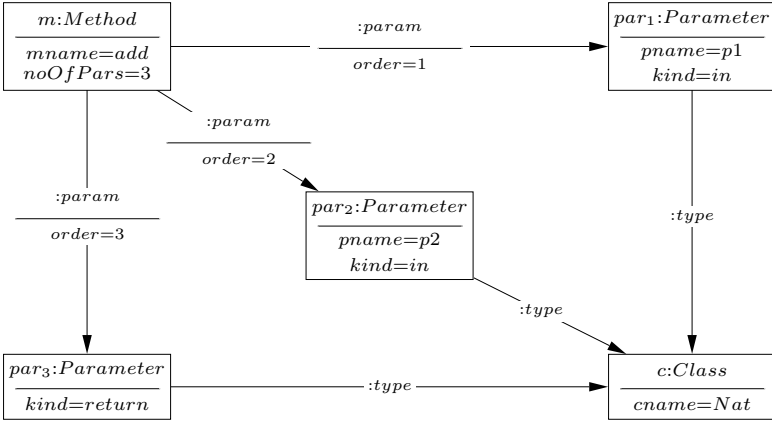 m:Method
mname=add
noOfPars=3
:param
order=1
par₁:Parameter
pname=p1
kind=in
:param
order=2
:param
order=3
par₂:Parameter
pname=p2
kind=in
:type
:type
par₃:Parameter
kind=return
:type
c:Class
cname=Nat